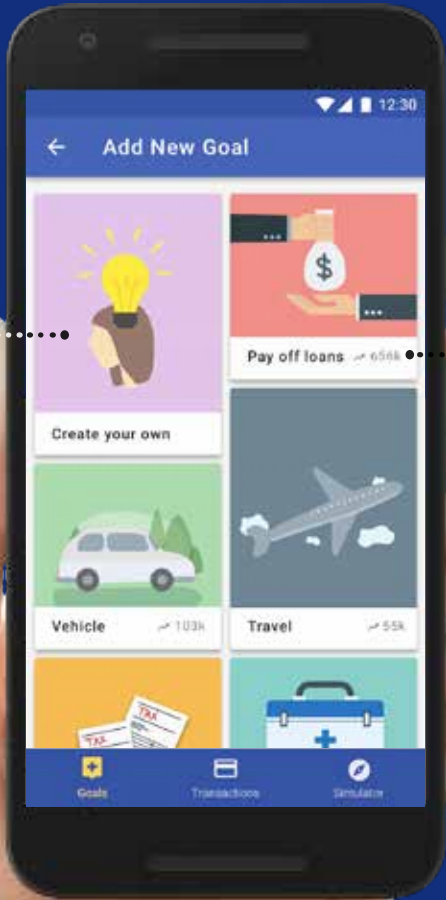 12:30
Add New Goal
$
Pay off loans 656k
Create your own
Vehicle 103k
Travel 55k
TAX
TAX
Goals
Transactions
Simulator